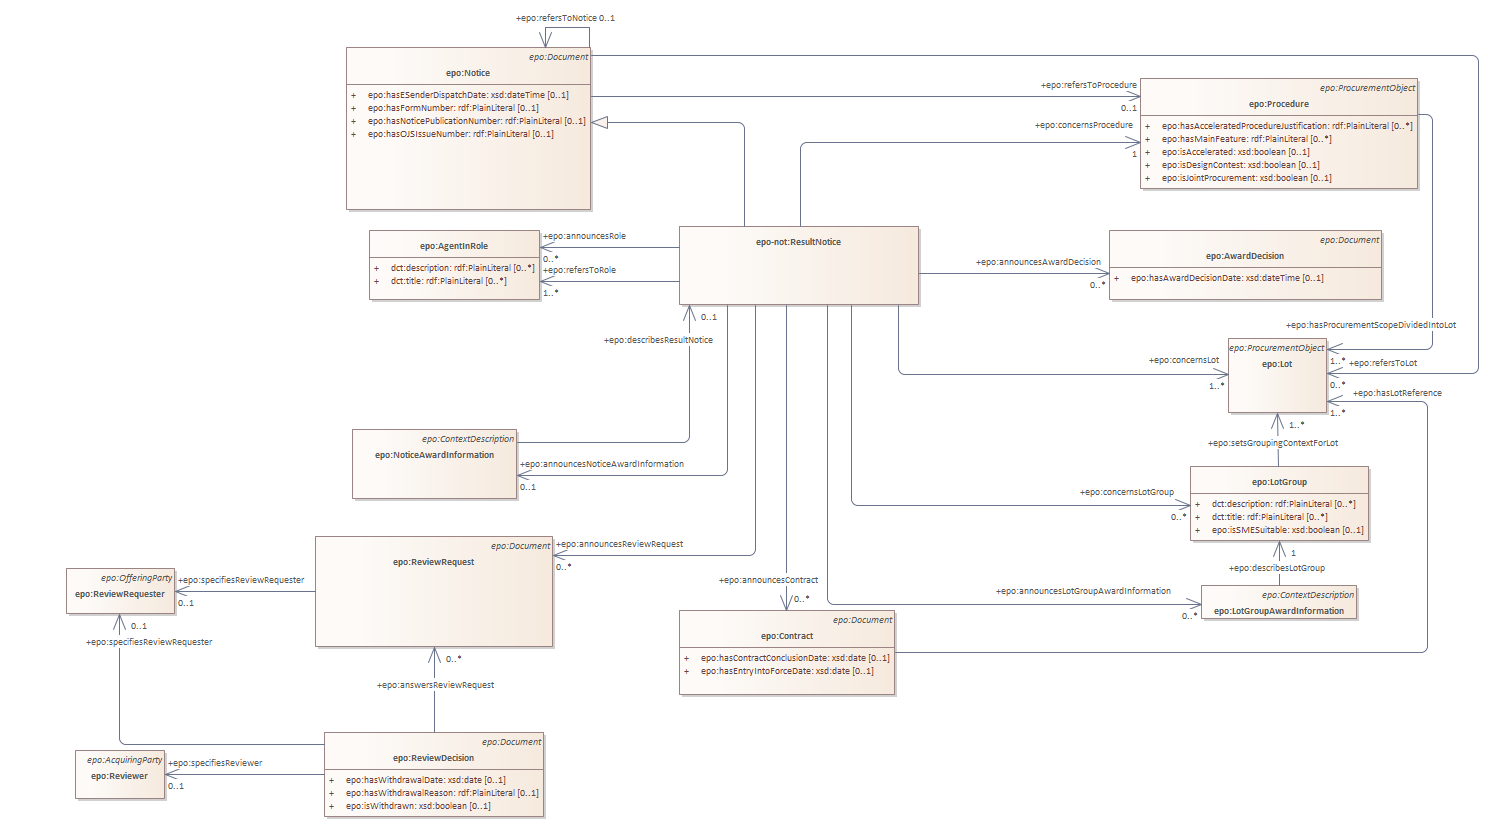 +epo:refersToNotice 0..1
epo:Document
epo:Notice
+ epo:hasESenderDispatchDate: xsd:dateTime [0..1]
+ epo:hasFormNumber: rdf:PlainLiteral [0..1]
+ epo:hasNoticePublicationNumber: rdf:PlainLiteral [0..1]
+ epo:hasOJSIssueNumber: rdf:PlainLiteral [0..1]
+epo:refersToProcedure
0..1
+epo:concernsProcedure
1
epo:ProcurementObject
epo:Procedure
+ epo:hasAcceleratedProcedureJustification: rdf:PlainLiteral [0..*]
+ epo:hasMainFeature: rdf:PlainLiteral [0..*]
+ epo:isAccelerated: xsd:boolean [0..1]
+ epo:isDesignContest: xsd:boolean [0..1]
+ epo:isJointProcurement: xsd:boolean [0..1]
epo:AgentInRole
+ dct:description: rdf:PlainLiteral [0..*]
+ dct:title: rdf:PlainLiteral [0..*]
+epo:announcesRole
0..*
+epo:refersToRole
1..*
epo-not:ResultNotice
+epo:announcesAwardDecision
0..*
epo:Document
epo:AwardDecision
+ epo:hasAwardDecisionDate: xsd:dateTime [0..1]
0..1
+epo:describesResultNotice
+epo:hasProcurementScopeDividedIntoLot
1..*
+epo:concernsLot
1..*
epo:ProcurementObject
epo:Lot
+epo:refersToLot
0..*
+epo:hasLotReference
1..*
1..*
+epo:setsGroupingContextForLot
epo:ContextDescription
epo:NoticeAwardInformation
+epo:announcesNoticeAwardInformation
0..1
+epo:concernsLotGroup
0..*
epo:LotGroup
+ dct:description: rdf:PlainLiteral [0..*]
+ dct:title: rdf:PlainLiteral [0..*]
+ epo:isSMESuitable: xsd:boolean [0..1]
1
+epo:describesLotGroup
epo:Document
epo:ReviewRequest
+epo:announcesReviewRequest
0..*
epo:OfferingParty
epo:ReviewRequester
+epo:specifiesReviewRequester
0..1
0..1
+epo:specifiesReviewRequester
+epo:announcesContract
0..*
+epo:announcesLotGroupAwardInformation
0..*
epo:ContextDescription
epo:LotGroupAwardInformation
epo:Document
epo:Contract
+ epo:hasContractConclusionDate: xsd:date [0..1]
+ epo:hasEntryIntoForceDate: xsd:date [0..1]
0..*
+epo:answersReviewRequest
epo:Document
epo:ReviewDecision
+ epo:hasWithdrawalDate: xsd:date [0..1]
+ epo:hasWithdrawalReason: rdf:PlainLiteral [0..1]
+ epo:isWithdrawn: xsd:boolean [0..1]
epo:AcquiringParty
epo:Reviewer
+epo:specifiesReviewer
0..1